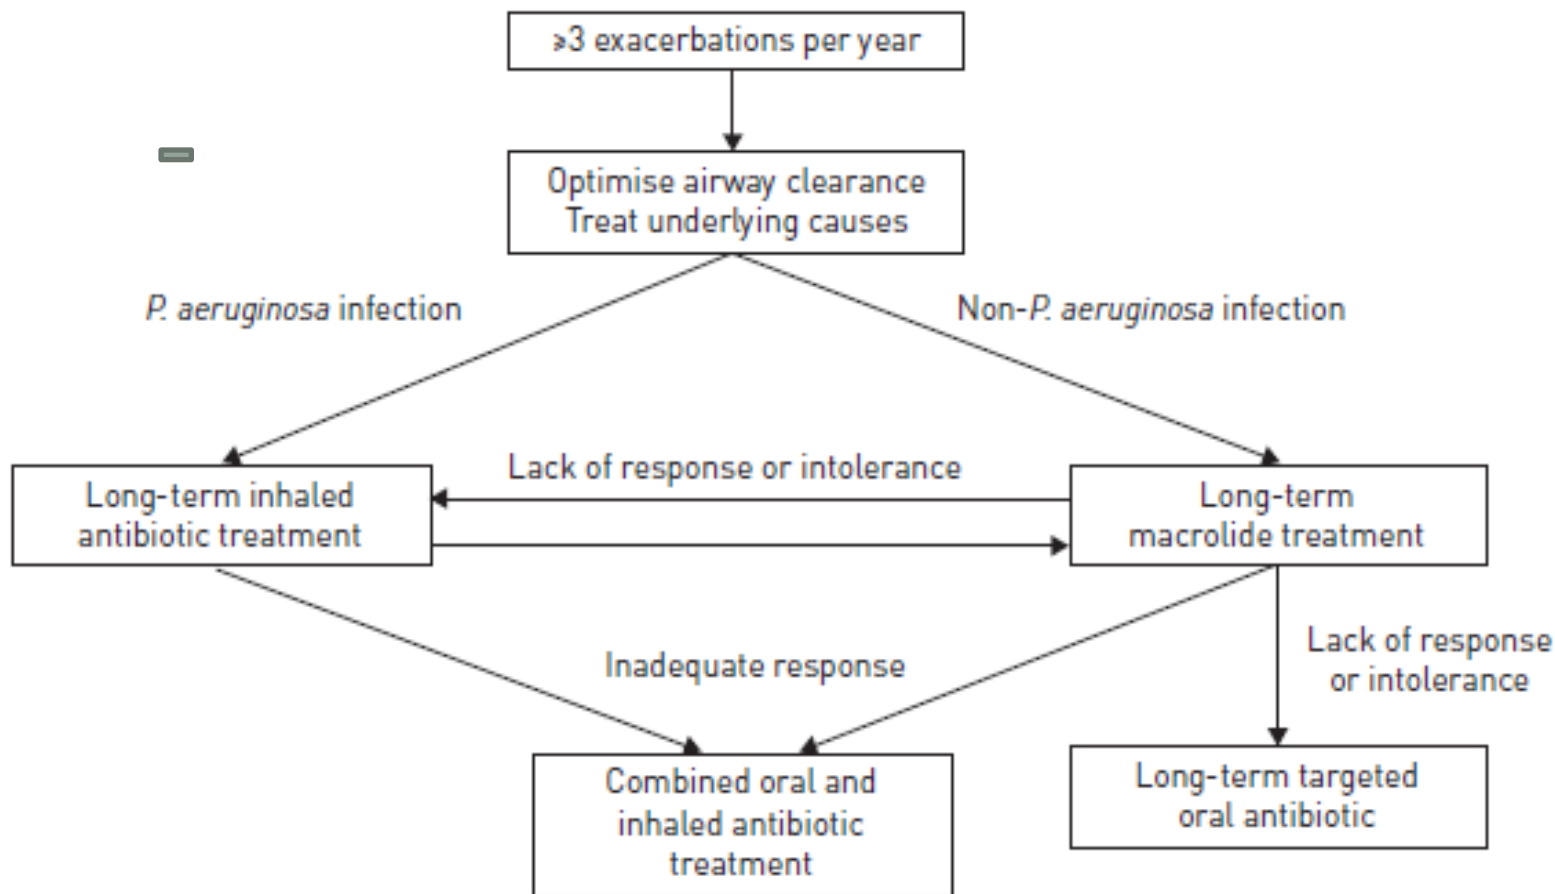 ⩾3 exacerbations per year
Optimise airway clearance
Treat underlying causes
P. aeruginosa infection
Non-P. aeruginosa infection
Lack of response or intolerance
Long-term inhaled
antibiotic treatment
Long-term
macrolide treatment
Inadequate response
Lack of response
or intolerance
Combined oral and
inhaled antibiotic
treatment
Long-term targeted
oral antibiotic